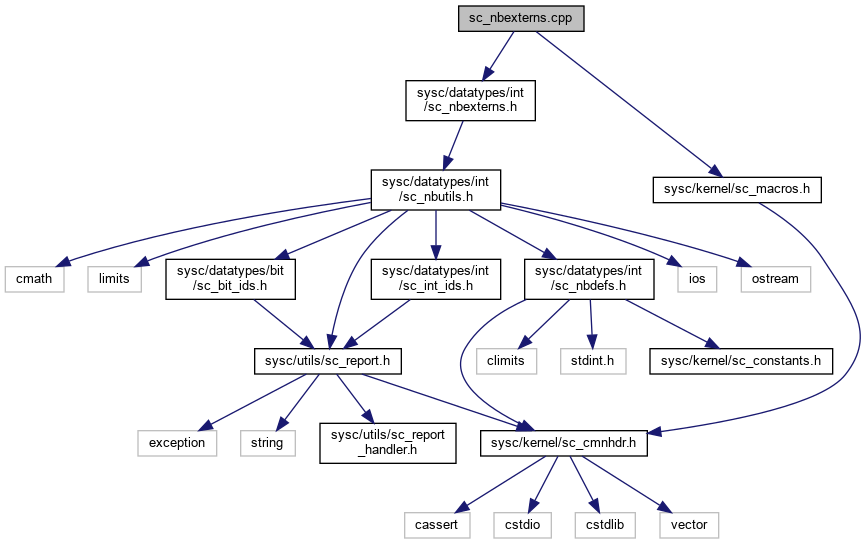 sc_nbexterns.cpp
sysc/datatypes/int
/sc_nbexterns.h
sysc/datatypes/int
/sc_nbutils.h
sysc/kernel/sc_macros.h
cmath
limits
sysc/datatypes/bit
/sc_bit_ids.h
sysc/datatypes/int
/sc_int_ids.h
sysc/datatypes/int
/sc_nbdefs.h
ios
ostream
sysc/utils/sc_report.h
climits
stdint.h
sysc/kernel/sc_constants.h
exception
string
sysc/utils/sc_report
_handler.h
sysc/kernel/sc_cmnhdr.h
cassert
cstdio
cstdlib
vector